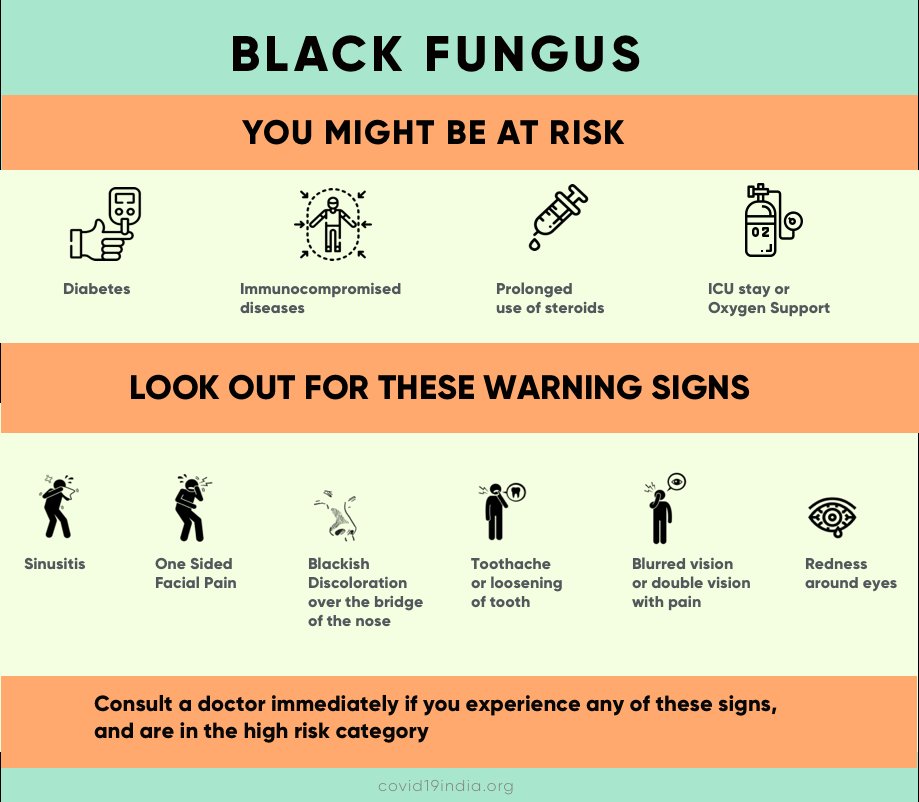 BLACK FUNGUS
YOU MIGHT BE AT RISK
O2
Diabetes
Immunocompromised
diseases
Prolonged
use of steroids
ICU stay or
Oxygen Support
LOOK OUT FOR THESE WARNING SIGNS
Sinusitis
One Sided
Facial Pain
Blackish
Discoloration
over the bridge
of the nose
Toothache
or loosening
of tooth
Blurred vision
or double vision
with pain
Redness
around eyes
Consult a doctor immediately if you experience any of these signs,
and are in the high risk category
covid19india.org